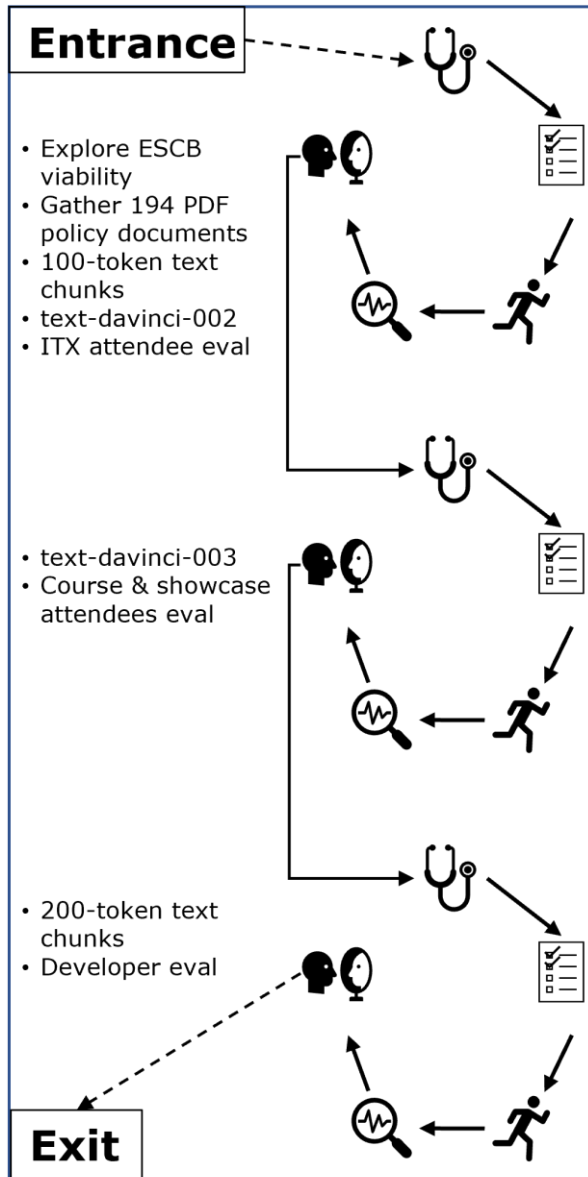 Entrance
• Explore ESCB
viability
• Gather 194 PDF
policy documents
• 100-token text
chunks
• text-davinci-002
• ITX attendee eval
• text-davinci-003
• Course & showcase
attendees eval
• 200-token text
chunks
• Developer eval
Exit